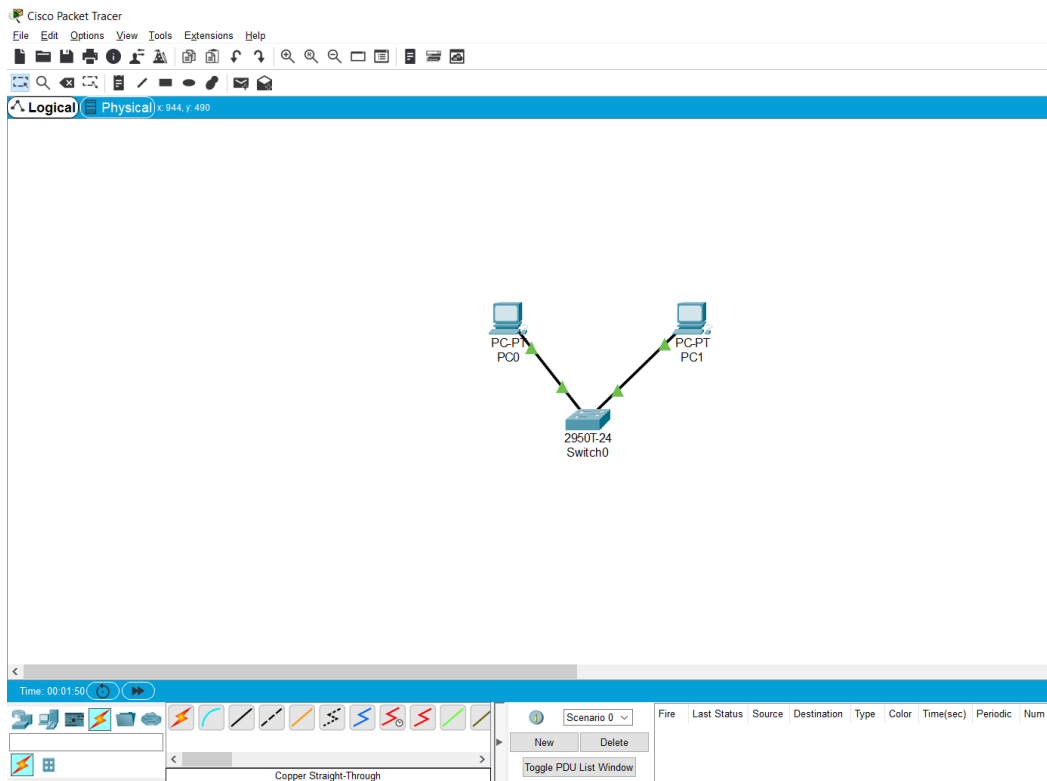 Cisco Packet Tracer
File Edit Options View Tools Extensions Help
Logical Physical x: 944, y: 490
PC-PT PC-PT
PC0 PC1
2950T-24
Switch0
Time: 00:01:50
Scenario 0 Fire Last Status Source Destination Type Color Time(sec) Periodic Num
New Delete
Toggle PDU List Window
Copper Straight-Through